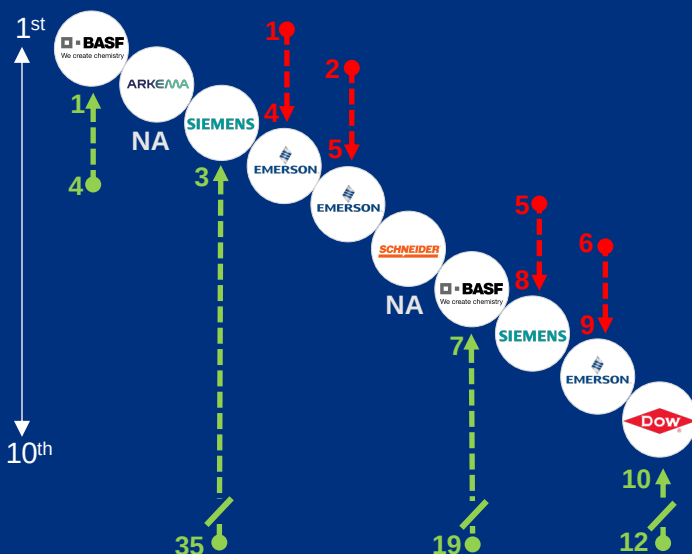 1st
BASF
We create chemistry
1
4
ARKEMA
NA
SIEMENS
3
35
1
4
EMERSON
2
5
EMERSON
SCHNEIDER
NA
BASF
We create chemistry
7
19
5
8
SIEMENS
6
9
EMERSON
Dow
10
12
10th